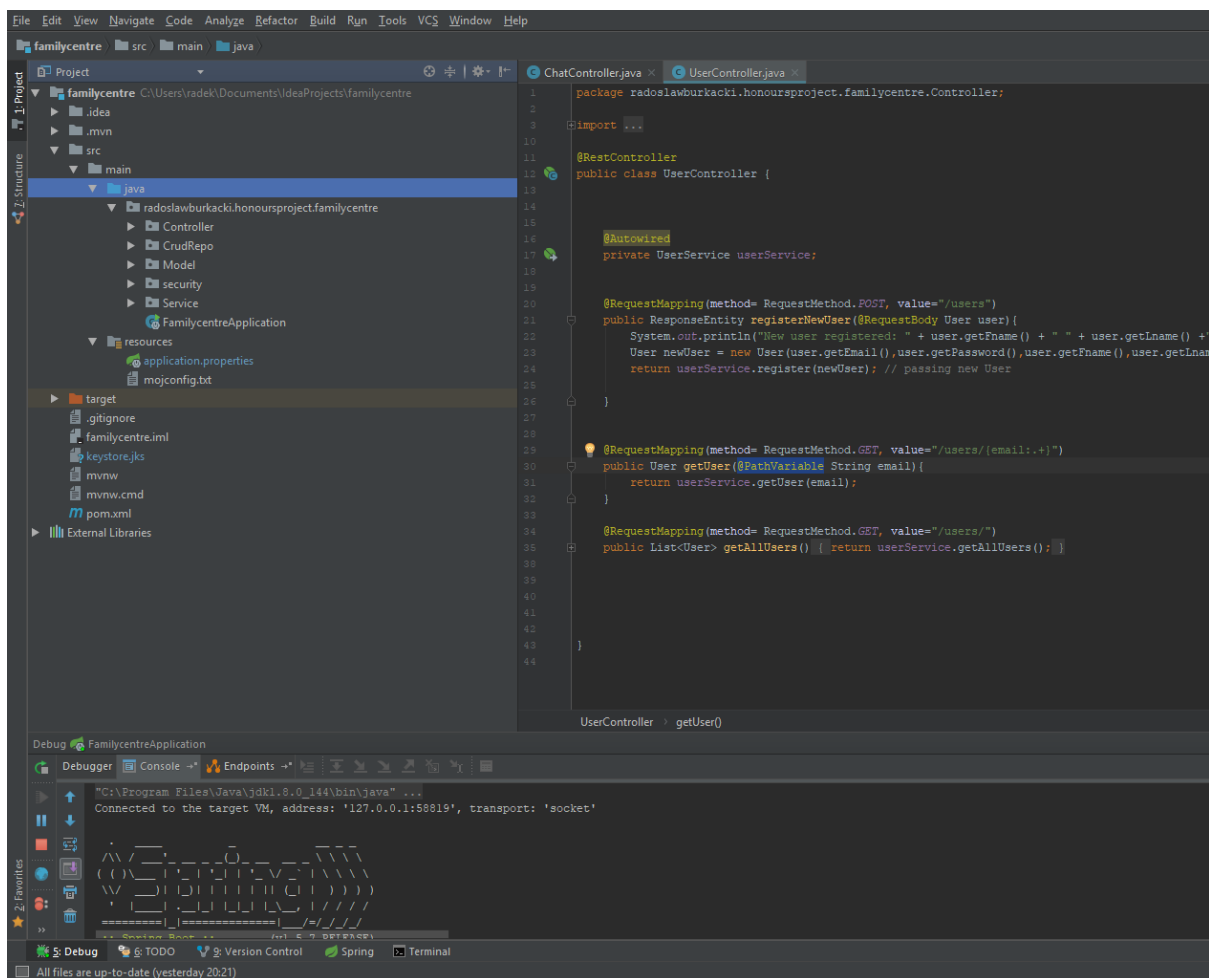 File Edit View Navigate Code Analyze Refactor Build Run Tools VCS Window Help
familycentre src main java
1: Project
7: Structure
2: Favorites
Project
familycentre C:\Users\radek\Documents\IdeaProjects\familycentre
.idea
.mvn
src
main
java
radoslawburkacki.honoursproject.familycentre
Controller
CrudRepo
Model
security
Service
FamilycentreApplication
resources
application.properties
mojconfig.txt
target
.gitignore
familycentre.iml
keystore.jks
mvnw
mvnw.cmd
pom.xml
External Libraries
ChatController.java × UserController.java ×
1 package radoslawburkacki.honoursproject.familycentre.Controller;
2
3 import ...
10
11 @RestController
12 public class UserController {
13
14
15
16 @Autowired
17 private UserService userService;
18
19
20 @RequestMapping(method= RequestMethod.POST, value="/users")
21 public ResponseEntity registerNewUser(@RequestBody User user){
22 System.out.println("New user registered: " + user.getFname() + " " + user.getLname() +"
23 User newUser = new User(user.getEmail(),user.getPassword(),user.getFname(),user.getLnam
24 return userService.register(newUser); // passing new User
25
26 }
27
28
29 @RequestMapping(method= RequestMethod.GET, value="/users/{email:.+}")
30 public User getUser(@PathVariable String email){
31 return userService.getUser(email);
32 }
33
34 @RequestMapping(method= RequestMethod.GET, value="/users/")
35 public List<User> getAllUsers() { return userService.getAllUsers(); }
38
39
40
41
42
43 }
44
UserController › getUser()
Debug FamilycentreApplication
Debugger Console Endpoints
"C:\Program Files\Java\jdk1.8.0_144\bin\java" ...
Connected to the target VM, address: '127.0.0.1:58819', transport: 'socket'
:: Spring Boot :: (v1.5.7.RELEASE)
5: Debug 6: TODO 9: Version Control Spring Terminal
All files are up-to-date (yesterday 20:21)